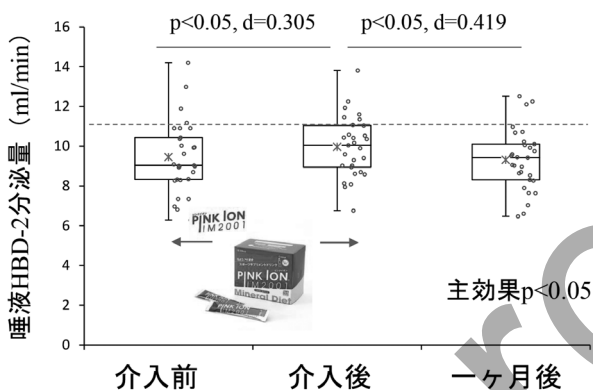 p<0.05, d=0.305
p<0.05, d=0.419
唾液HBD-2分泌量 (ml/min)
16
14
12
10
8
6
4
2
0
PINK ION
IM2001
PINK ION
IM2001
Mineral Diet
主効果p<0.05
介入前
介入後
一ヶ月後